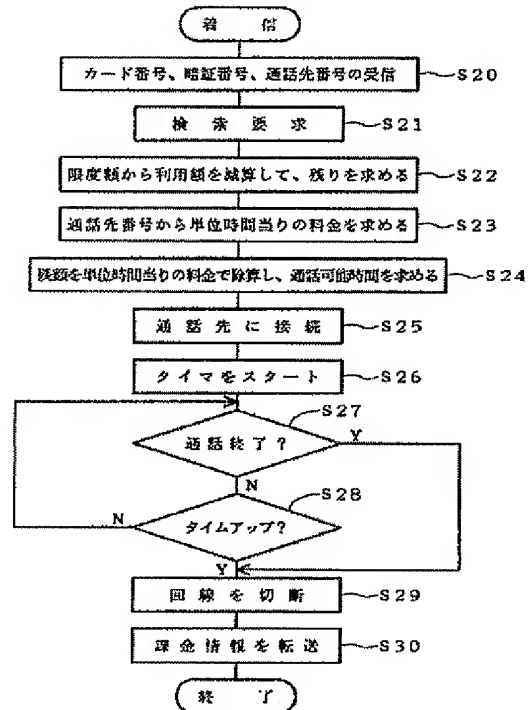 着 信
カード番号、暗証番号、通話先番号の受信 S20
検 索 要 求 S21
限度額から利用額を減算して、残りを求める S22
通話先番号から単位時間当りの料金を求める S23
残額を単位時間当りの料金で除算し、通話可能時間を求める S24
通 話 先 に 接 続 S25
タ イ マ を ス タ ー ト S26
S27
通 話 終 了 ? Y
N
S28
N タイムアップ?
Y
回 線 を 切 断 S29
課 金 情 報 を 転 送 S30
終 了